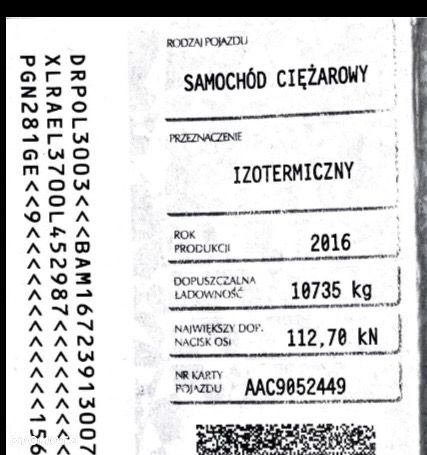 DRPOL3003<<<BAM16723913007
XLRAEL3700L452987<<<<<<<
PGN281GE<<9<<<<<<<<<<156
RODZAJ POJAZDU
SAMOCHÓD CIĘŻAROWY
PRZEZNACZENIE
IZOTERMICZNY
ROK
PRODUKCJI
2016
DOPUSZCZALNA
ŁADOWNOŚĆ
10735 kg
NAJWIĘKSZY DOP.
NACISK OSI
112,70 kN
NR KARTY
POJAZDU
AAC9052449